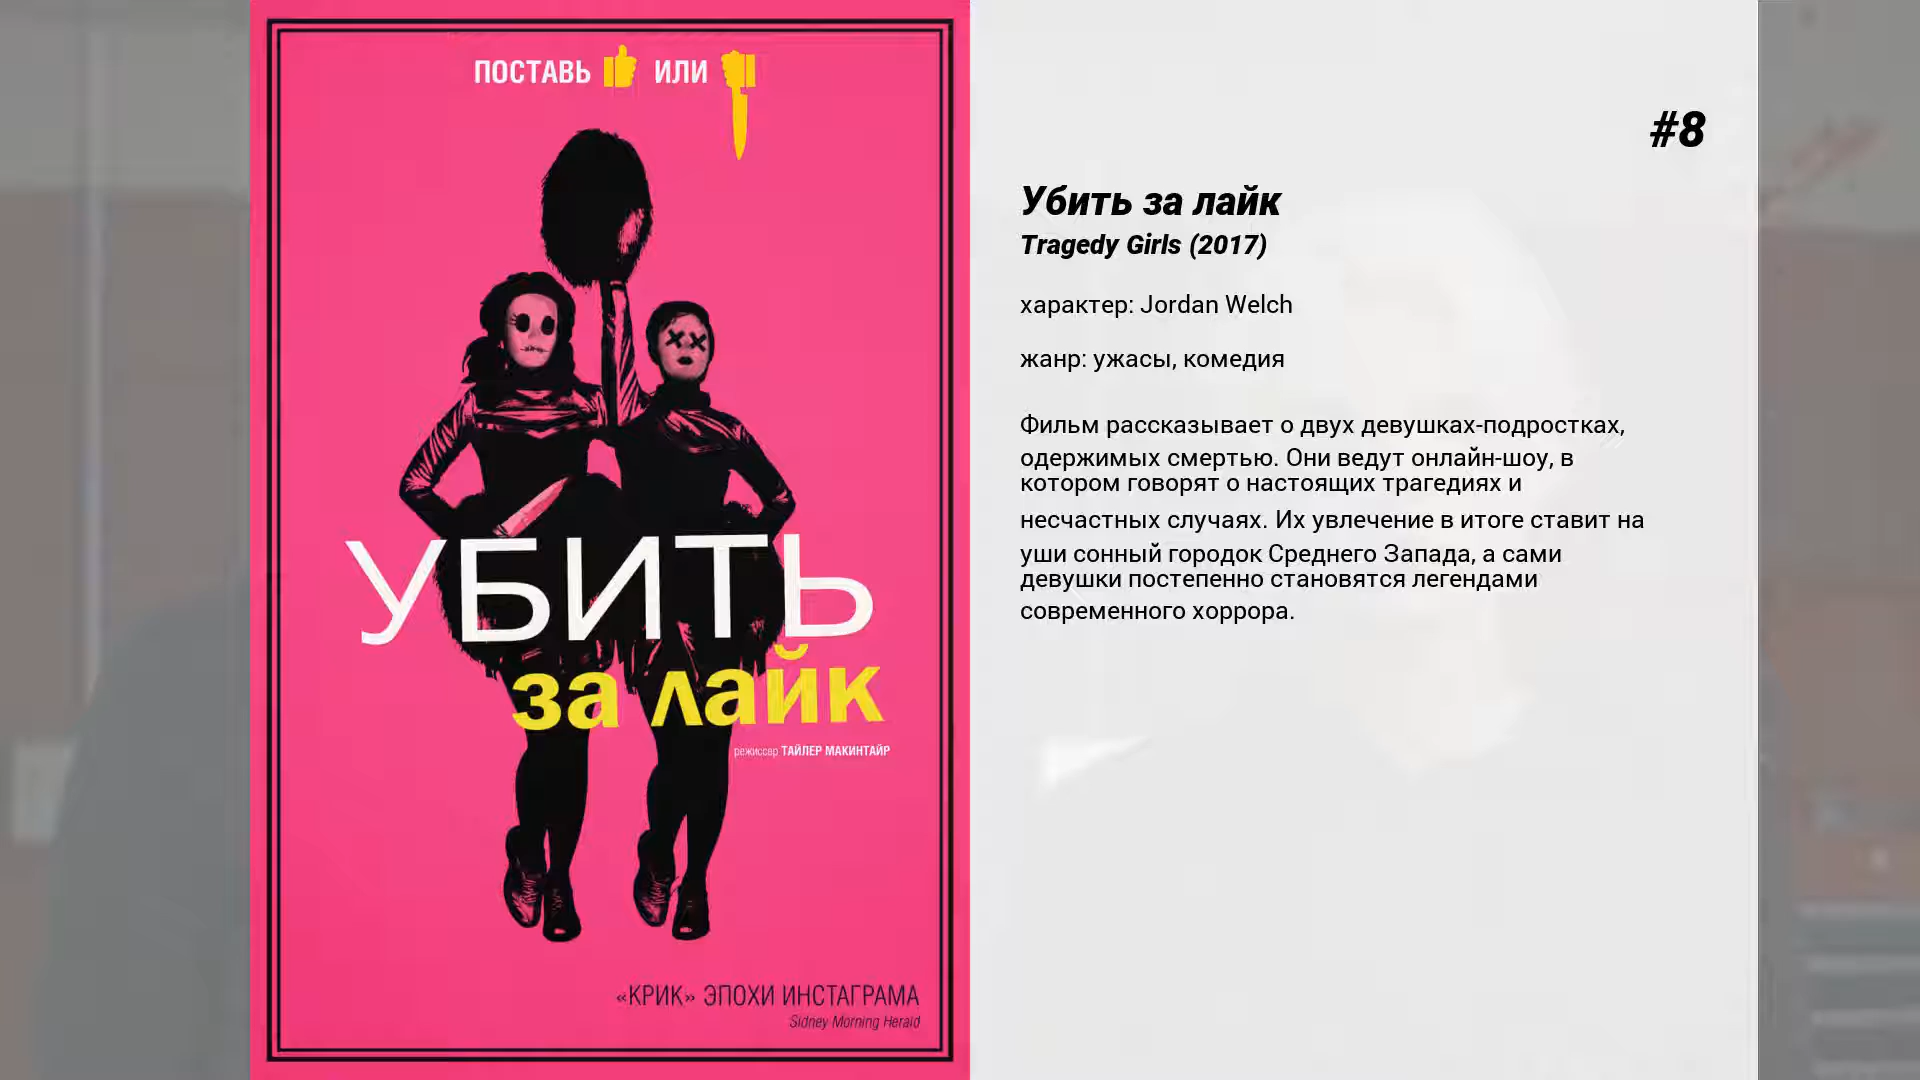 ПОСТАВЬ ИЛИ
УБИТЬ
за лайк
режиссер ТАЙЛЕР МАКИНТАЙР
«КРИК» ЭПОХИ ИНСТАГРАМА
Sidney Morning Herald
#8
Убить за лайк
Tragedy Girls (2017)
характер: Jordan Welch
жанр: ужасы, комедия
Фильм рассказывает о двух девушках-подростках,
одержимых смертью. Они ведут онлайн-шоу, в
котором говорят о настоящих трагедиях и
несчастных случаях. Их увлечение в итоге ставит на
уши сонный городок Среднего Запада, а сами
девушки постепенно становятся легендами
современного хоррора.